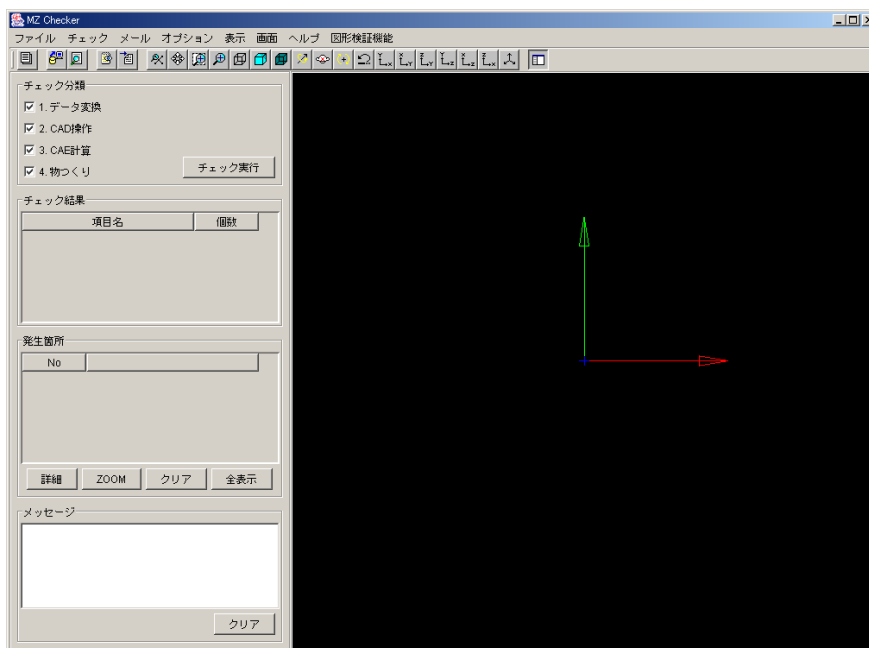 MZ Checker
ファイル チェック メール オプション 表示 画面 ヘルプ 図形検証機能
チェック分類
1. データ変換
2. CAD操作
3. CAE計算
4. 物つくり
チェック実行
チェック結果
項目名 個数
発生箇所
No
詳細 ZOOM クリア 全表示
メッセージ
クリア